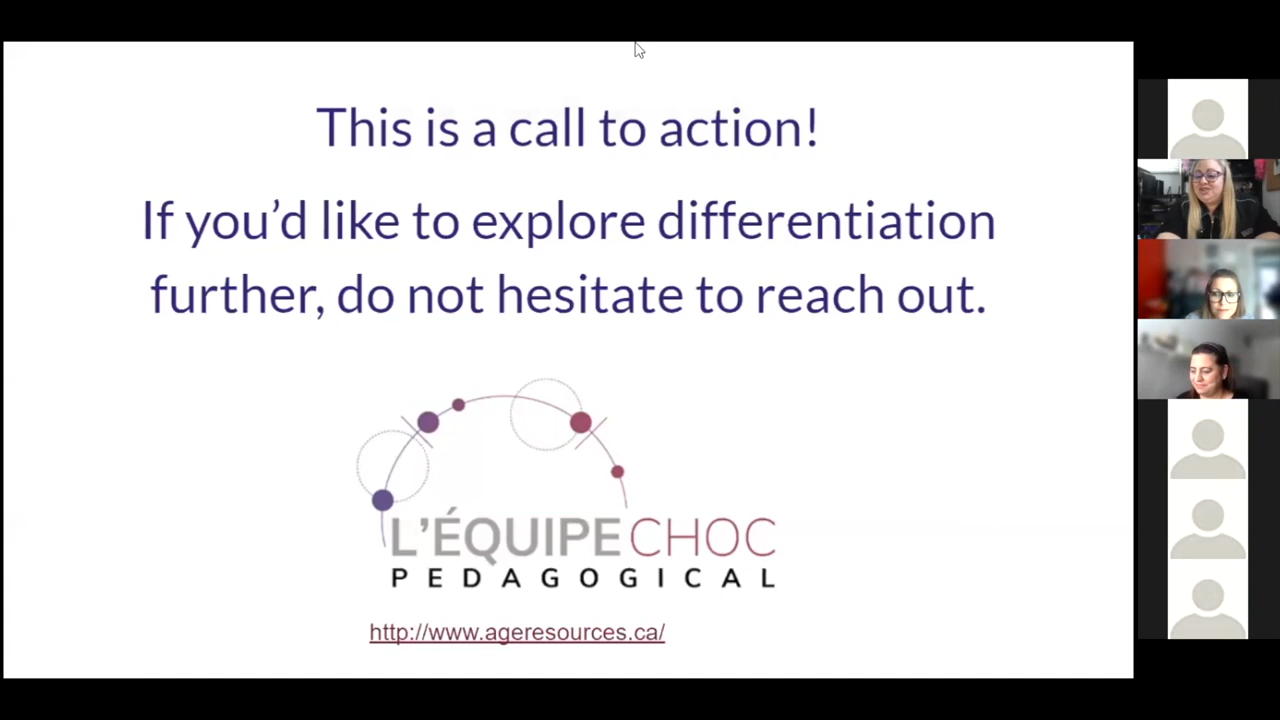 This is a call to action!
If you'd like to explore differentiation
further, do not hesitate to reach out.
L'ÉQUIPE CHOC
PEDAGOGICAL
http://www.ageresources.ca/